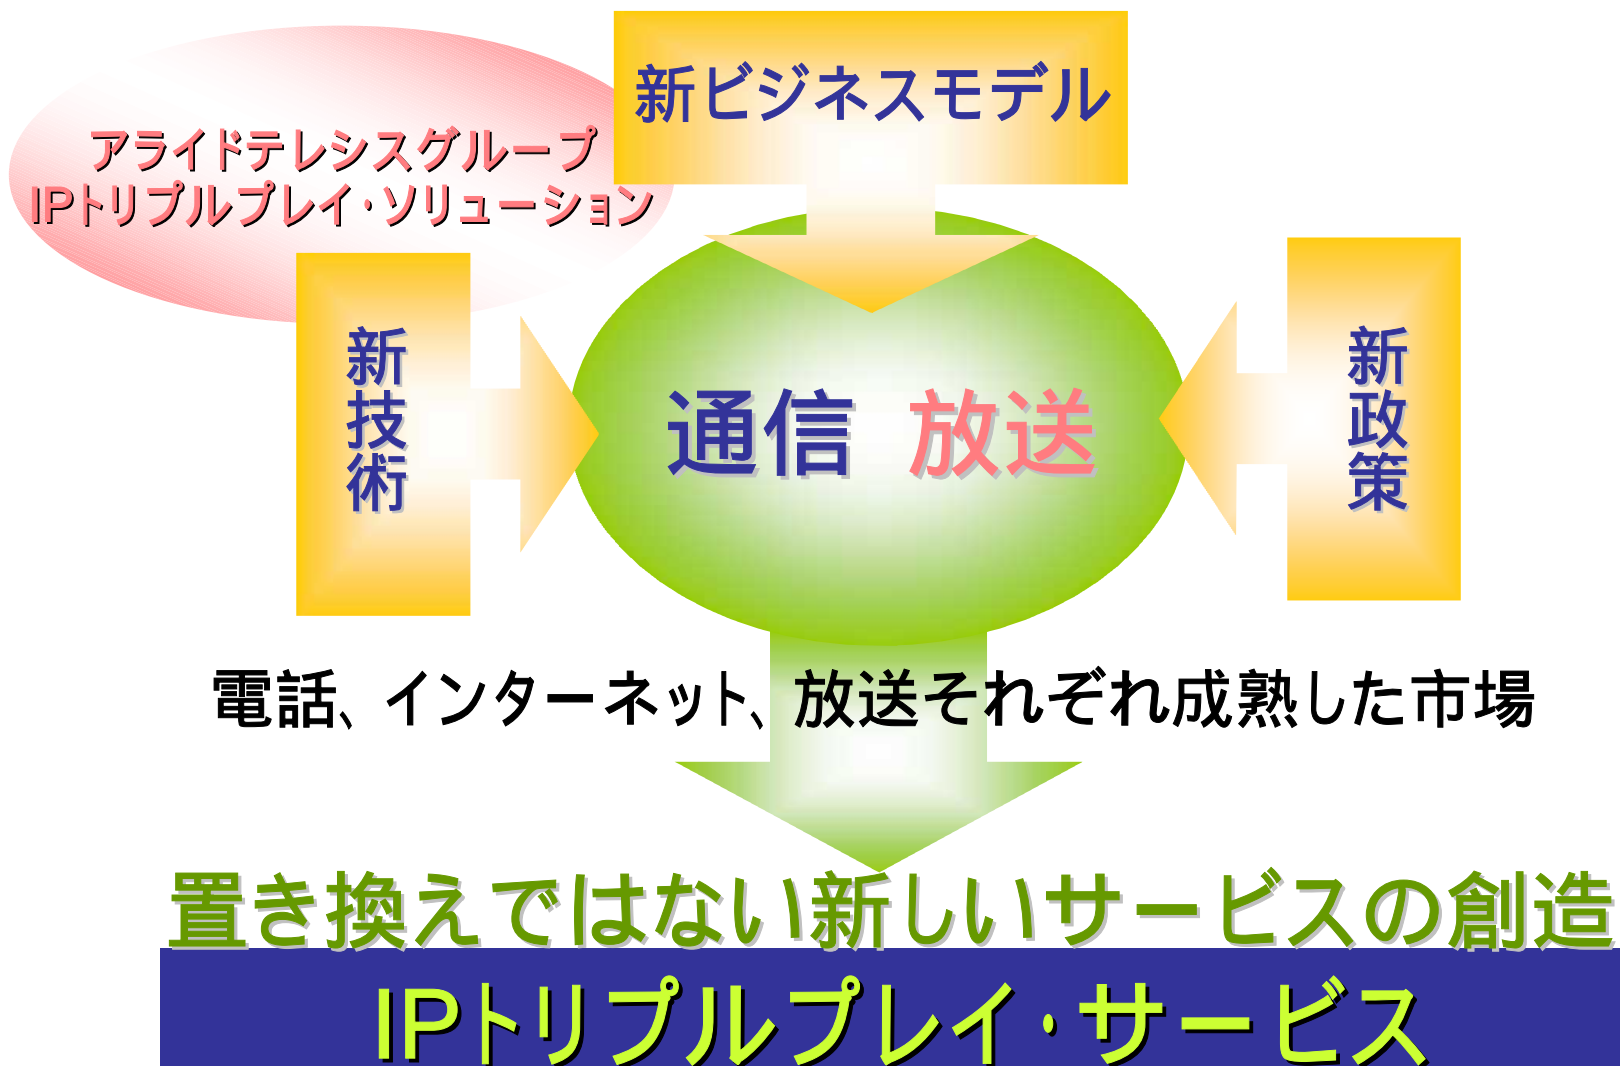 新ビジネスモデル
アライドテレシスグループ
IPトリプルプレイ・ソリューション
新技術
通信 放送
新政策
電話、インターネット、放送それぞれ成熟した市場
置き換えではない新しいサービスの創造
IPトリプルプレイ・サービス